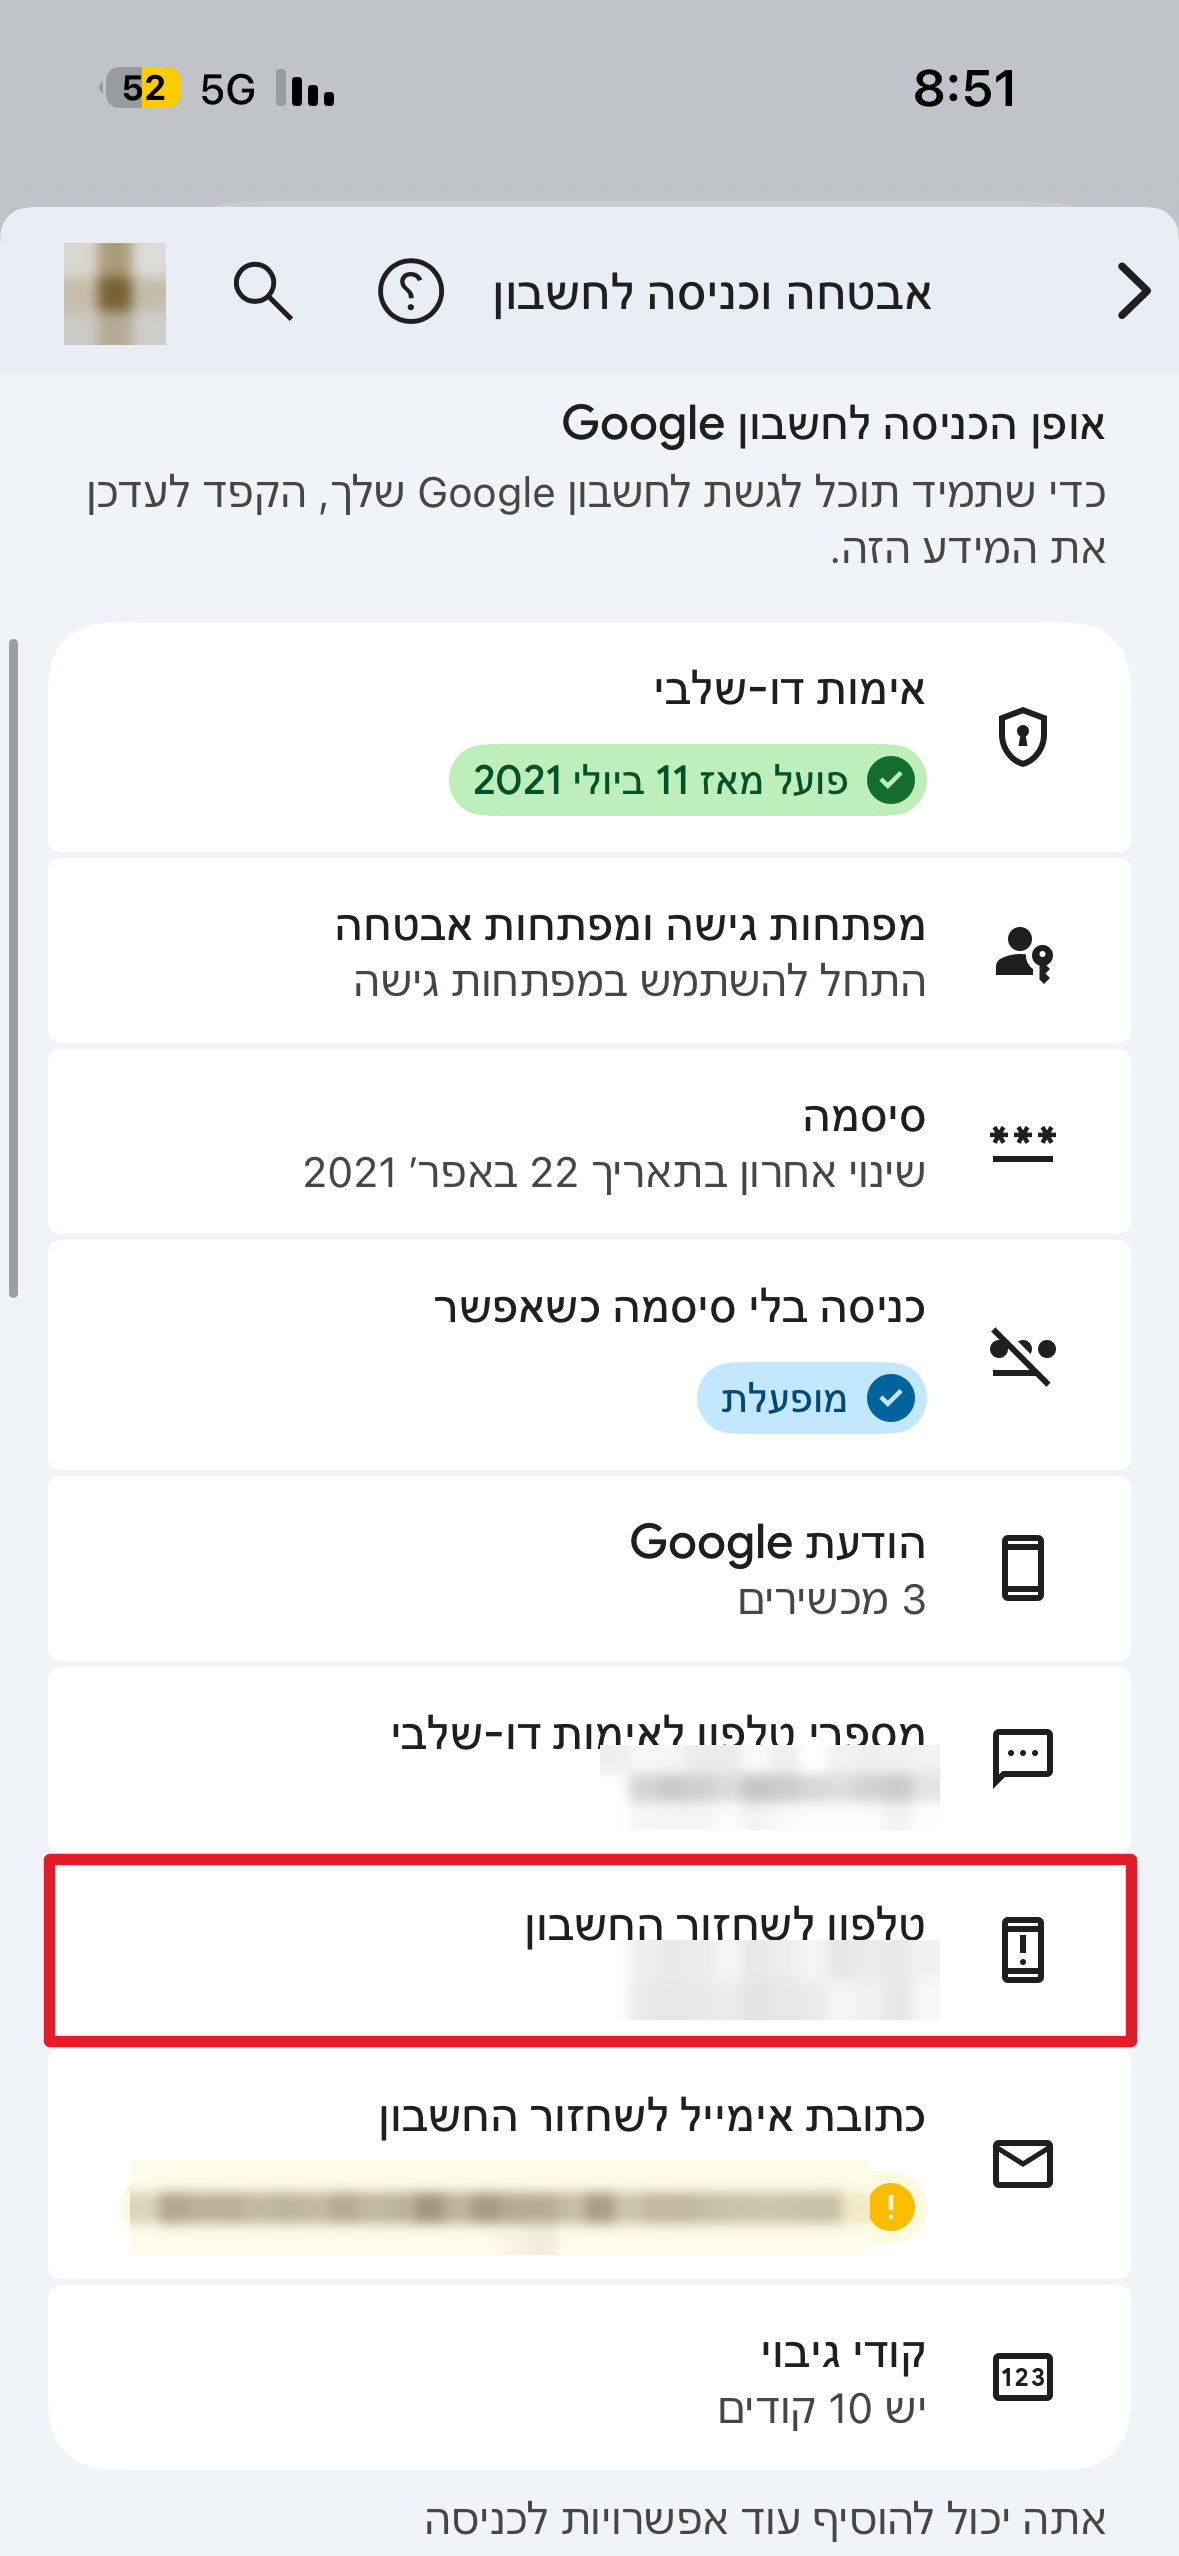 8:51
5G
52
אבטחה וכניסה לחשבון
אופן הכניסה לחשבון Google
כדי שתמיד תוכל לגשת לחשבון Google שלך, הקפד לעדכן
את המידע הזה.
אימות דו-שלבי
פועל מאז 11 ביולי 2021
מפתחות גישה ומפתחות אבטחה
התחל להשתמש במפתחות גישה
סיסמה
שינוי אחרון בתאריך 22 באפר׳ 2021
כניסה בלי סיסמה כשאפשר
מופעלת
הודעת Google
3 מכשירים
מספרי טלפון לאימות דו-שלבי
טלפון לשחזור החשבון
כתובת אימייל לשחזור החשבון
קודי גיבוי
123
יש 10 קודים
אתה יכול להוסיף עוד אפשרויות לכניסה